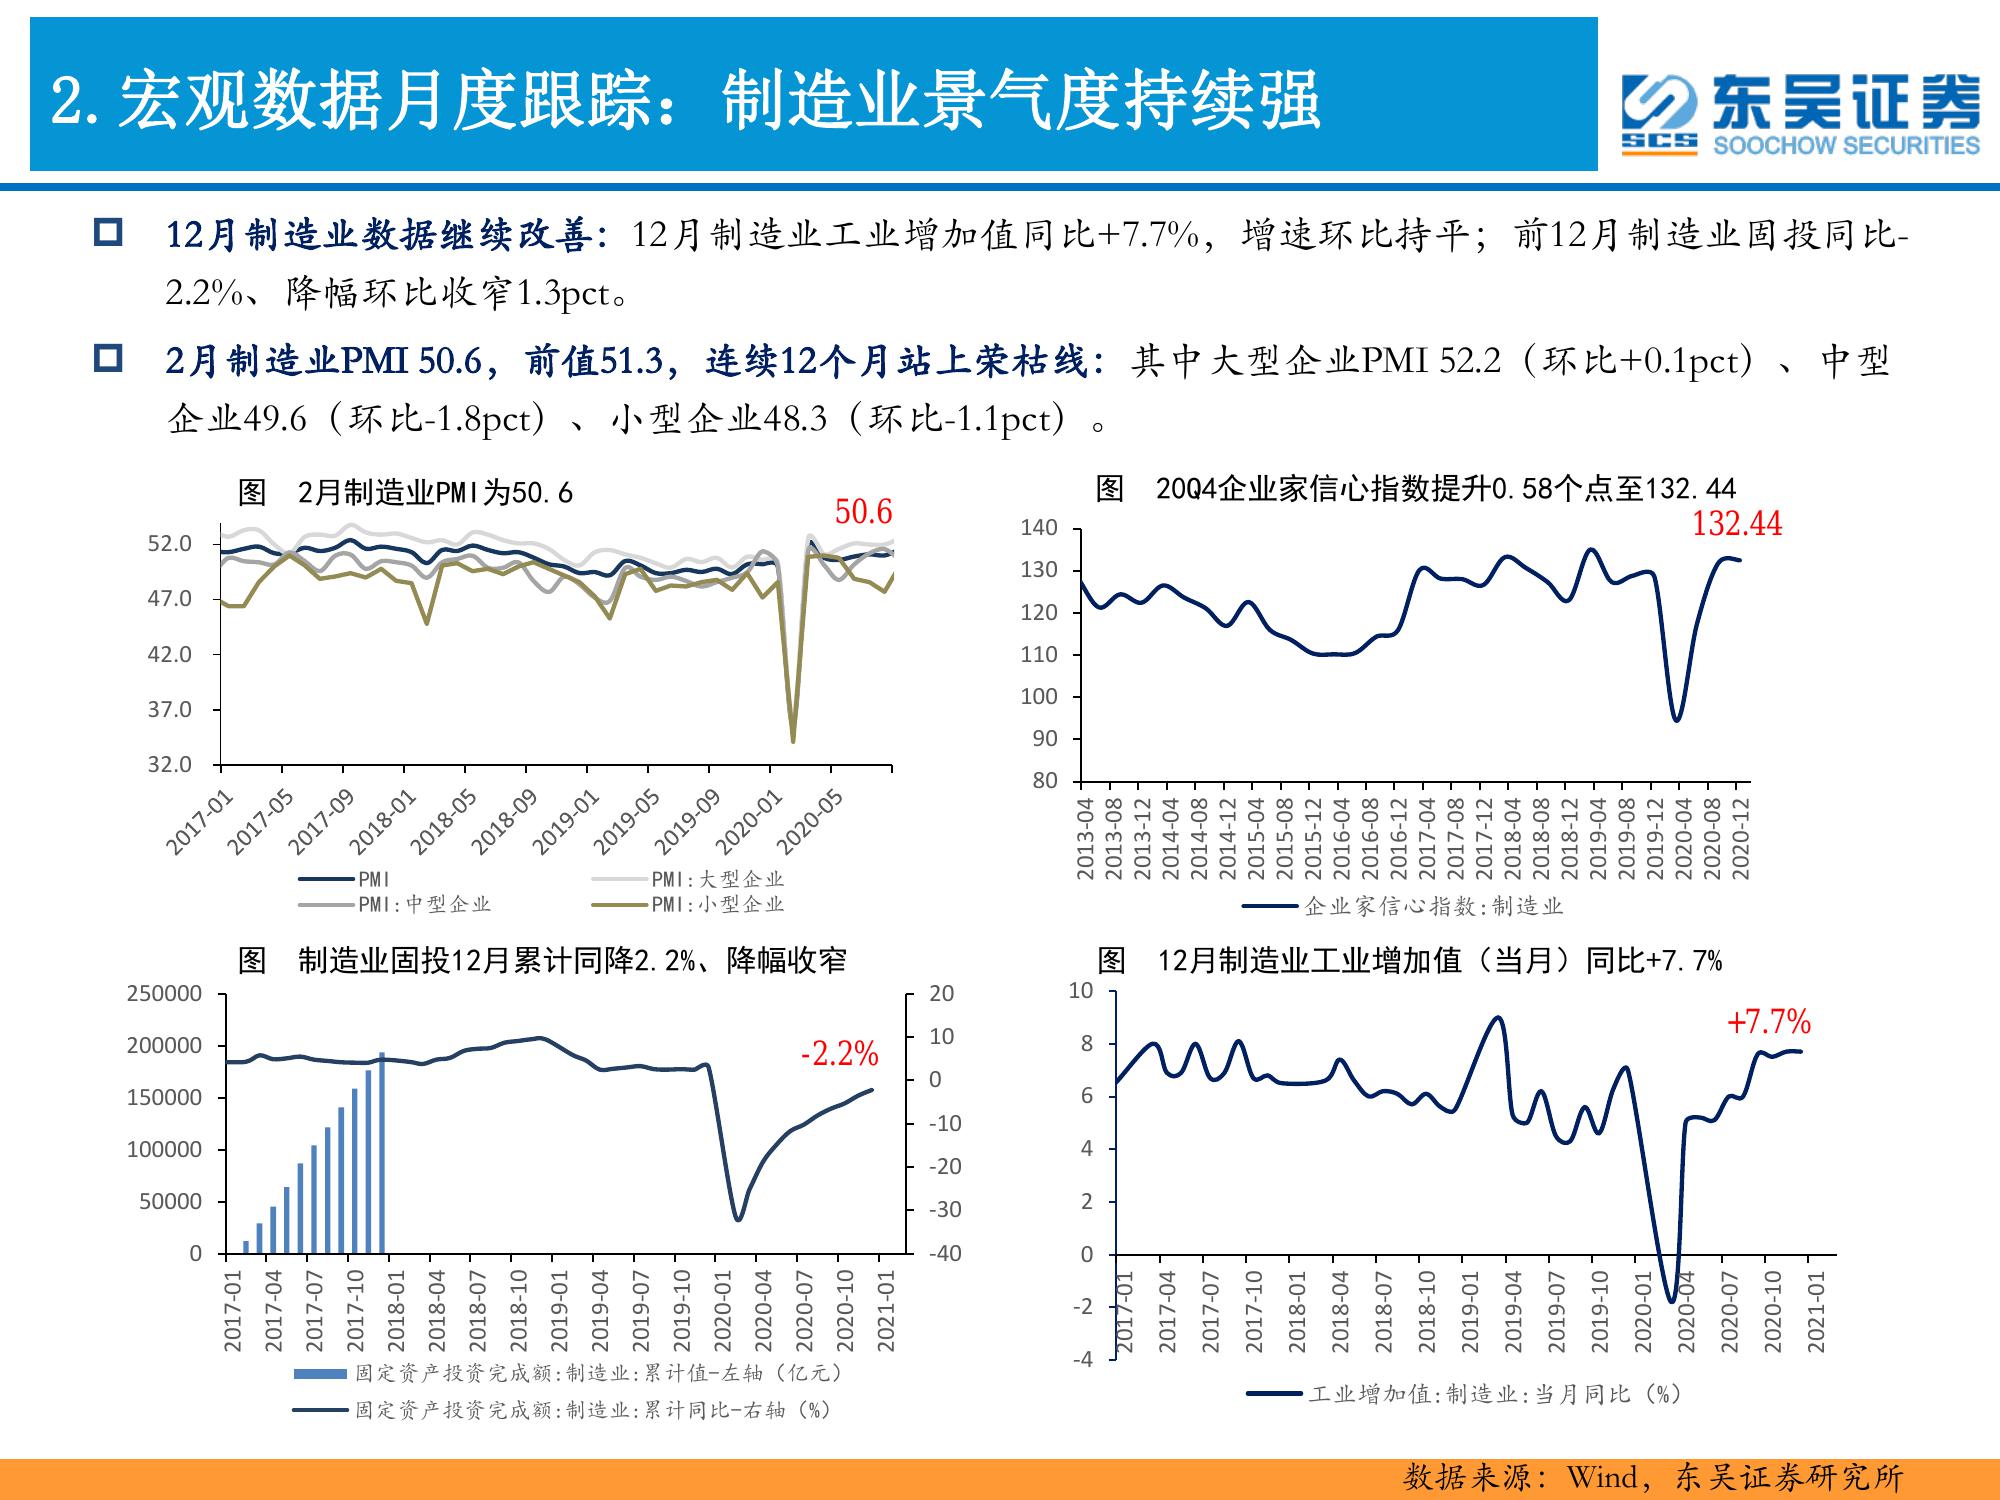 2.宏观数据月度跟踪：制造业景气度持续强
SCS 东吴证券
SOOCHOW SECURITIES
12月制造业数据继续改善：12月制造业工业增加值同比+7.7%，增速环比持平；前12月制造业固投同比-
2.2%、降幅环比收窄1.3pct。
2月制造业PMI 50.6，前值51.3，连续12个月站上荣枯线：其中大型企业PMI 52.2（环比+0.1pct）、中型
企业49.6（环比-1.8pct）、小型企业48.3（环比-1.1pct）。
图 2月制造业PMI为50.6
50.6
52.0
47.0
42.0
37.0
32.0
2017-01 2017-05 2017-09 2018-01 2018-05 2018-09 2019-01 2019-05 2019-09 2020-01 2020-05
PMI PMI:大型企业
PMI:中型企业 PMI:小型企业
图 20Q4企业家信心指数提升0.58个点至132.44
132.44
140
130
120
110
100
90
80
2013-04 2013-08 2013-12 2014-04 2014-08 2014-12 2015-04 2015-08 2015-12 2016-04 2016-08 2016-12 2017-04 2017-08 2017-12 2018-04 2018-08 2018-12 2019-04 2019-08 2019-12 2020-04 2020-08 2020-12
企业家信心指数:制造业
图 制造业固投12月累计同降2.2%、降幅收窄
250000 20
200000 10
-2.2%
150000 0
100000 -10
50000 -20
0 -30
-40
2017-01 2017-04 2017-07 2017-10 2018-01 2018-04 2018-07 2018-10 2019-01 2019-04 2019-07 2019-10 2020-01 2020-04 2020-07 2020-10 2021-01
固定资产投资完成额:制造业:累计值-左轴（亿元）
固定资产投资完成额:制造业:累计同比-右轴（%）
图 12月制造业工业增加值（当月）同比+7.7%
+7.7%
10
8
6
4
2
0
-2
-4
2017-01 2017-04 2017-07 2017-10 2018-01 2018-04 2018-07 2018-10 2019-01 2019-04 2019-07 2019-10 2020-01 2020-04 2020-07 2020-10 2021-01
工业增加值:制造业:当月同比（%）
数据来源：Wind，东吴证券研究所